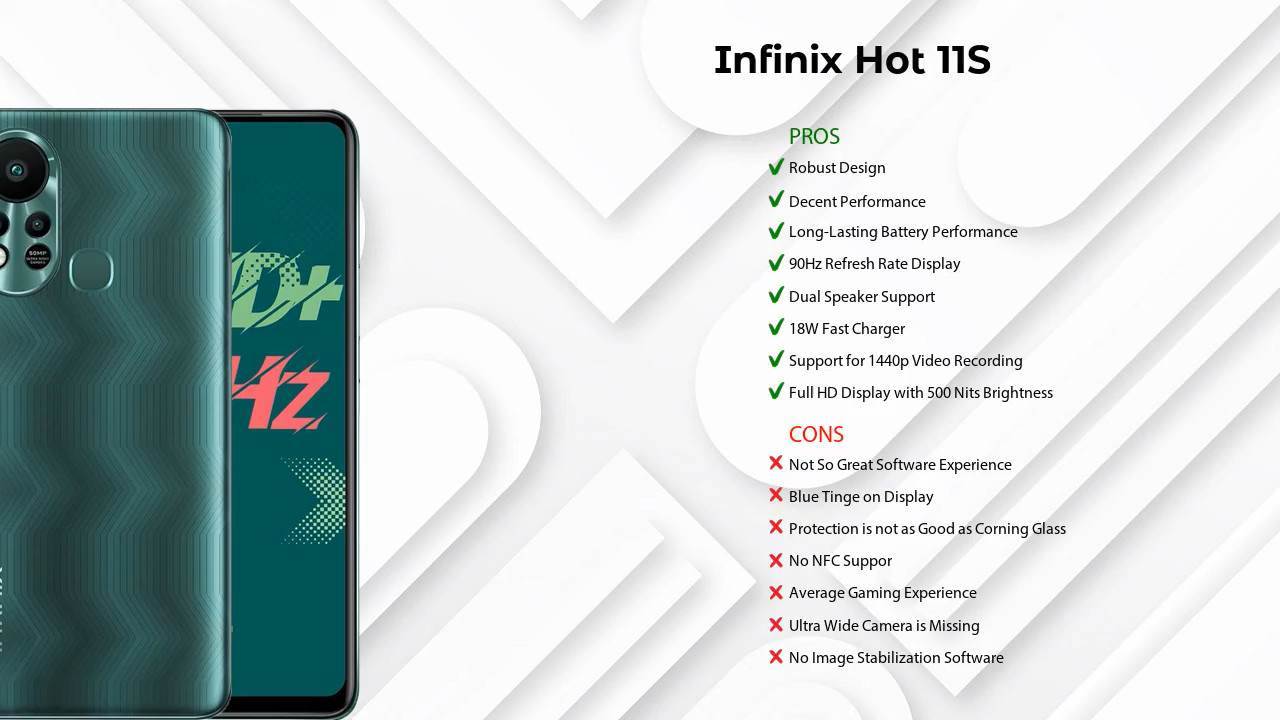 Infinix Hot 11S
PROS
Robust Design
Decent Performance
Long-Lasting Battery Performance
90Hz Refresh Rate Display
Dual Speaker Support
18W Fast Charger
Support for 1440p Video Recording
Full HD Display with 500 Nits Brightness
CONS
Not So Great Software Experience
Blue Tinge on Display
Protection is not as Good as Corning Glass
No NFC Suppor
Average Gaming Experience
Ultra Wide Camera is Missing
No Image Stabilization Software
50MP
D+
Hz